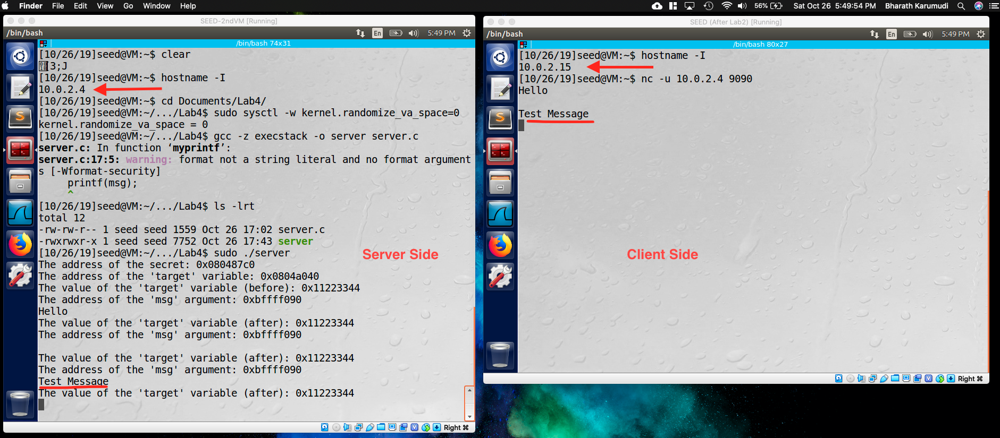 Finder File Edit View Go Window Help 56% Sat Oct 26 5:49:54 PM Bharath Karumudi
SEED-2ndVM [Running]
/bin/bash En 5:49 PM
/bin/bash 74x31
[10/26/19]seed@VM:~$ clear
[3;J
[10/26/19]seed@VM:~$ hostname -I
10.0.2.4
[10/26/19]seed@VM:~$ cd Documents/Lab4/
[10/26/19]seed@VM:~/.../Lab4$ sudo sysctl -w kernel.randomize_va_space=0
kernel.randomize_va_space = 0
[10/26/19]seed@VM:~/.../Lab4$ gcc -z execstack -o server server.c
server.c: In function ‘myprintf’:
server.c:17:5: warning: format not a string literal and no format argument
s [-Wformat-security]
printf(msg);
^
[10/26/19]seed@VM:~/.../Lab4$ ls -lrt
total 12
-rw-rw-r-- 1 seed seed 1559 Oct 26 17:02 server.c
-rwxrwxr-x 1 seed seed 7752 Oct 26 17:43 server
[10/26/19]seed@VM:~/.../Lab4$ sudo ./server
The address of the secret: 0x080487c0
The address of the 'target' variable: 0x0804a040
The value of the 'target' variable (before): 0x11223344
The address of the 'msg' argument: 0xbffff090
Hello
The value of the 'target' variable (after): 0x11223344
The address of the 'msg' argument: 0xbffff090
The value of the 'target' variable (after): 0x11223344
The address of the 'msg' argument: 0xbffff090
Test Message
The value of the 'target' variable (after): 0x11223344
Server Side
Right ⌘
SEED (After Lab2) [Running]
/bin/bash En 5:49 PM
/bin/bash 80x27
[10/26/19]seed@VM:~$ hostname -I
10.0.2.15
[10/26/19]seed@VM:~$ nc -u 10.0.2.4 9090
Hello
Test Message
Client Side
Right ⌘